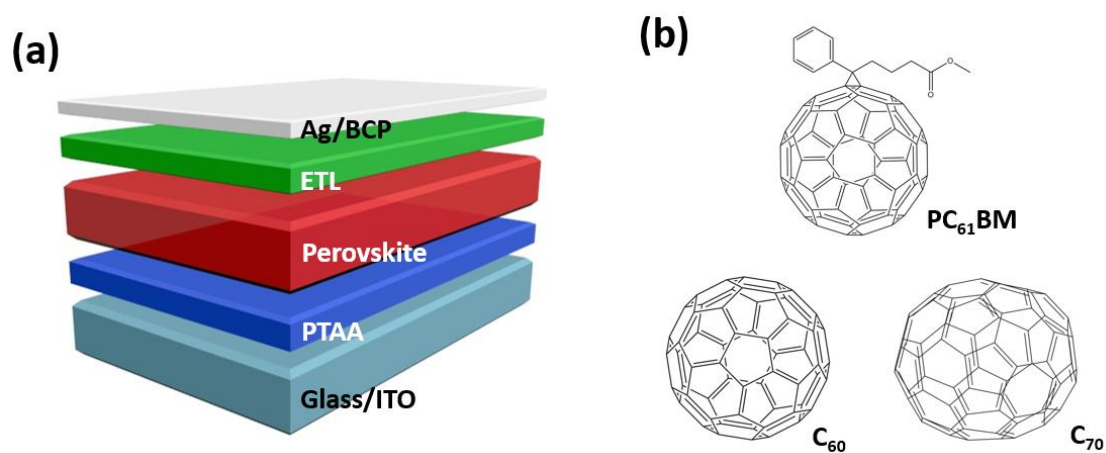 (a)
Ag/BCP
ETL
Perovskite
PTAA
Glass/ITO
(b)
O
O
PC₆₁BM
C₆₀
C₇₀